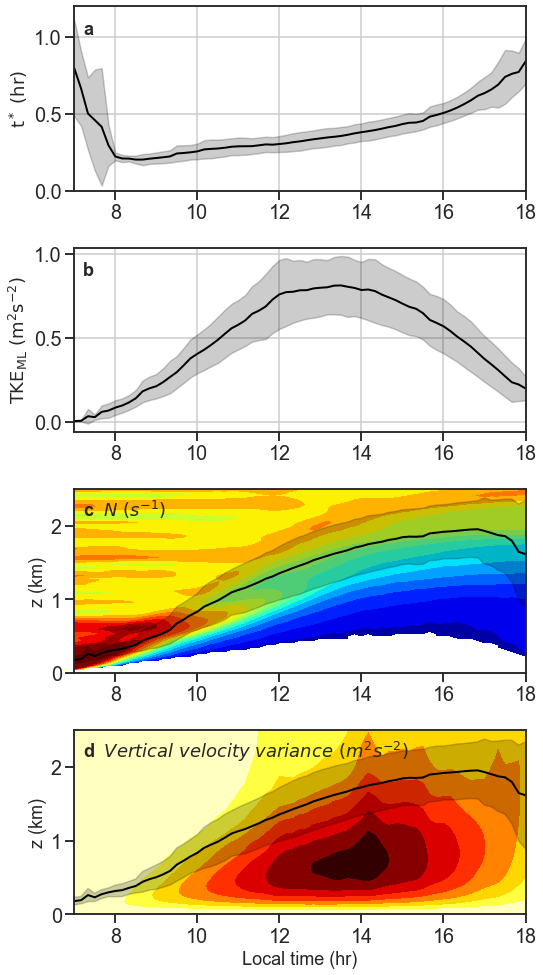 a
t* (hr)
1.0
0.5
0.0
8 10 12 14 16 18
b
TKE_ML (m²s⁻²)
1.0
0.5
0.0
8 10 12 14 16 18
c N (s⁻¹)
z (km)
2
1
0
8 10 12 14 16 18
d Vertical velocity variance (m²s⁻²)
z (km)
2
1
0
8 10 12 14 16 18
Local time (hr)